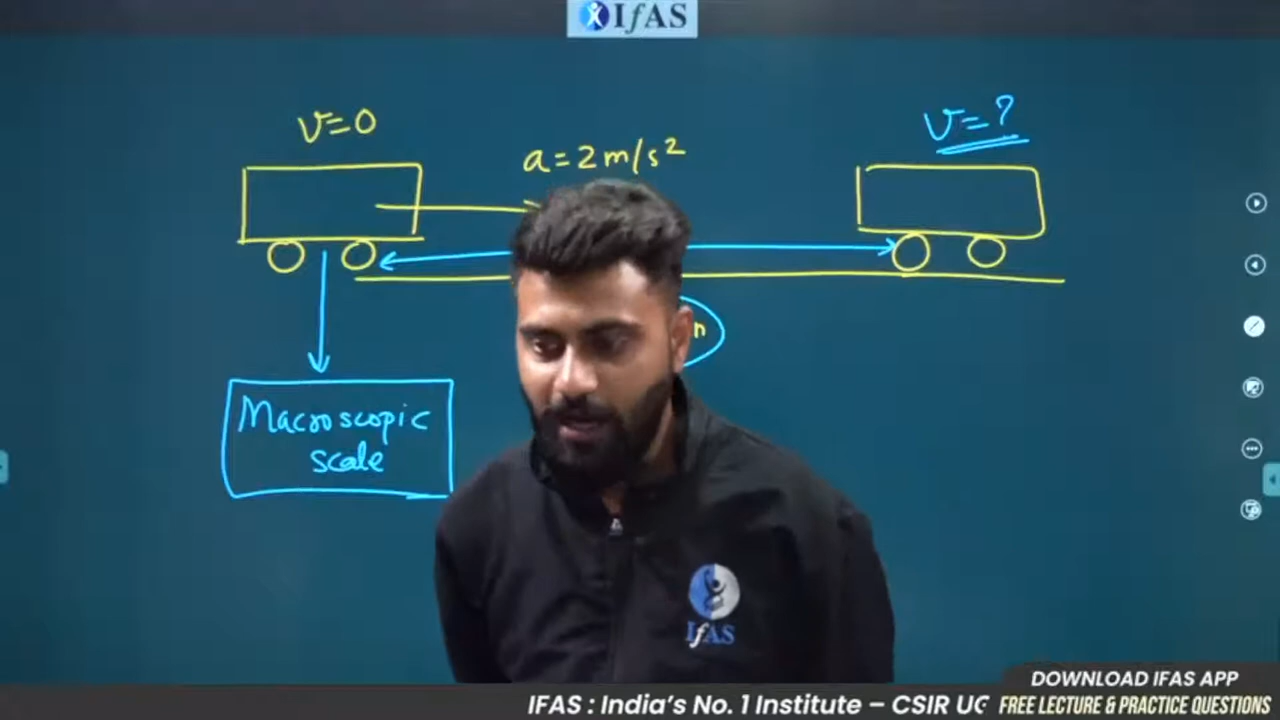 IfAS
v=0
v=?
a=2m/s²
n
Macroscopic
scale
IfAS
DOWNLOAD IFAS APP
IFAS : India's No. 1 Institute – CSIR UG
FREE LECTURE & PRACTICE QUESTIONS